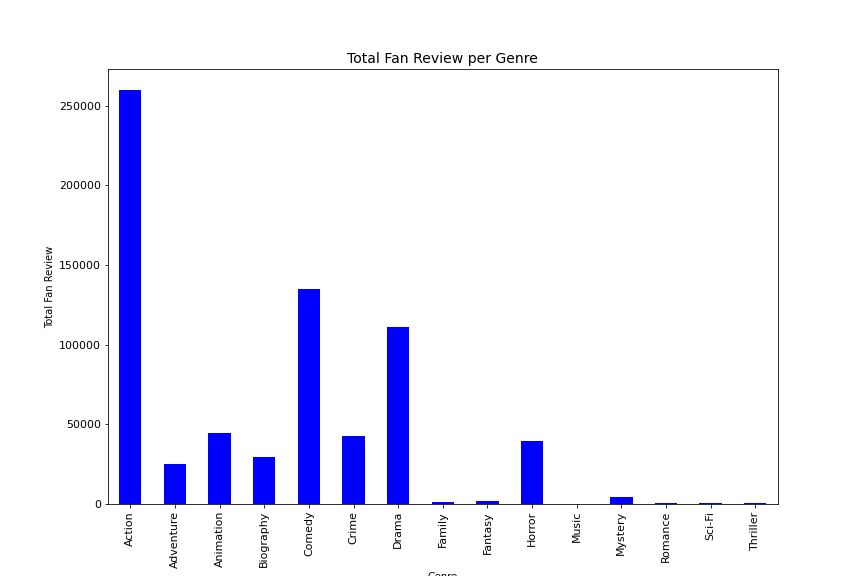 Total Fan Review per Genre
250000
200000
150000
100000
50000
0
Total Fan Review
Action
Adventure
Animation
Biography
Comedy
Crime
Drama
Family
Fantasy
Horror
Music
Mystery
Romance
Sci-Fi
Thriller
Genre